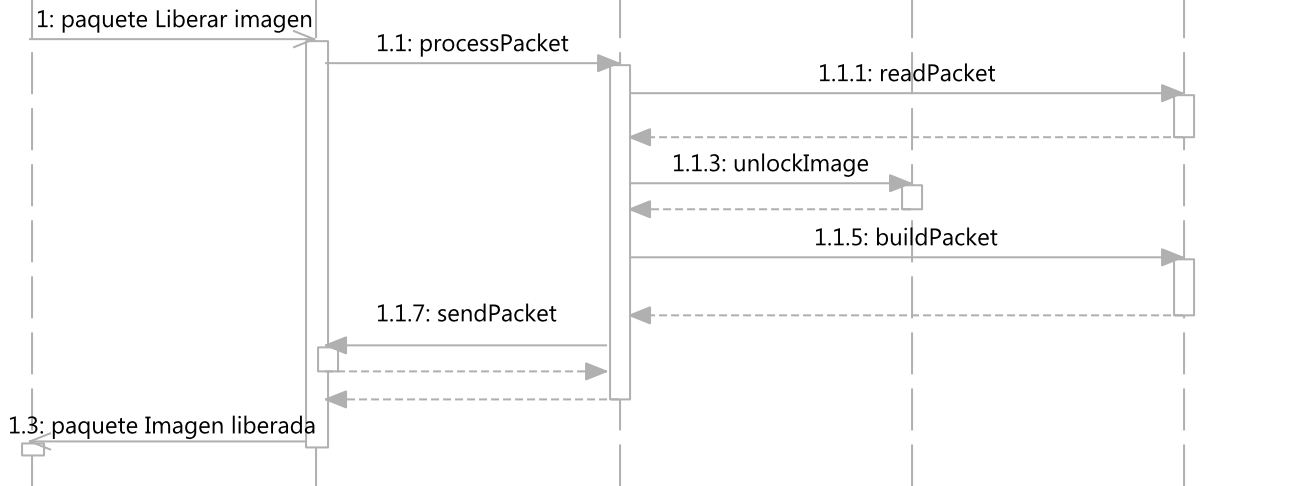 1: paquete Liberar imagen
1.1: processPacket
1.1.1: readPacket
1.1.3: unlockImage
1.1.5: buildPacket
1.1.7: sendPacket
1.3: paquete Imagen liberada